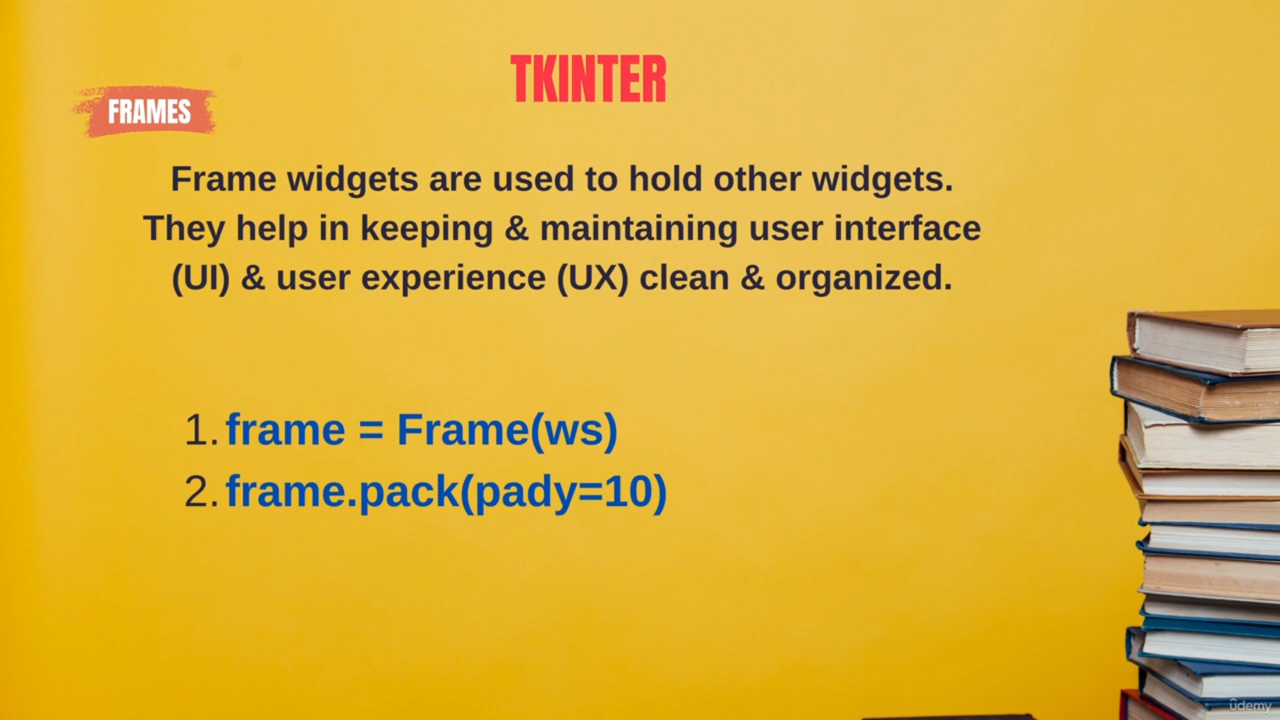 TKINTER
FRAMES
Frame widgets are used to hold other widgets.
They help in keeping & maintaining user interface
(UI) & user experience (UX) clean & organized.
1. frame = Frame(ws)
2. frame.pack(pady=10)
ûdemy